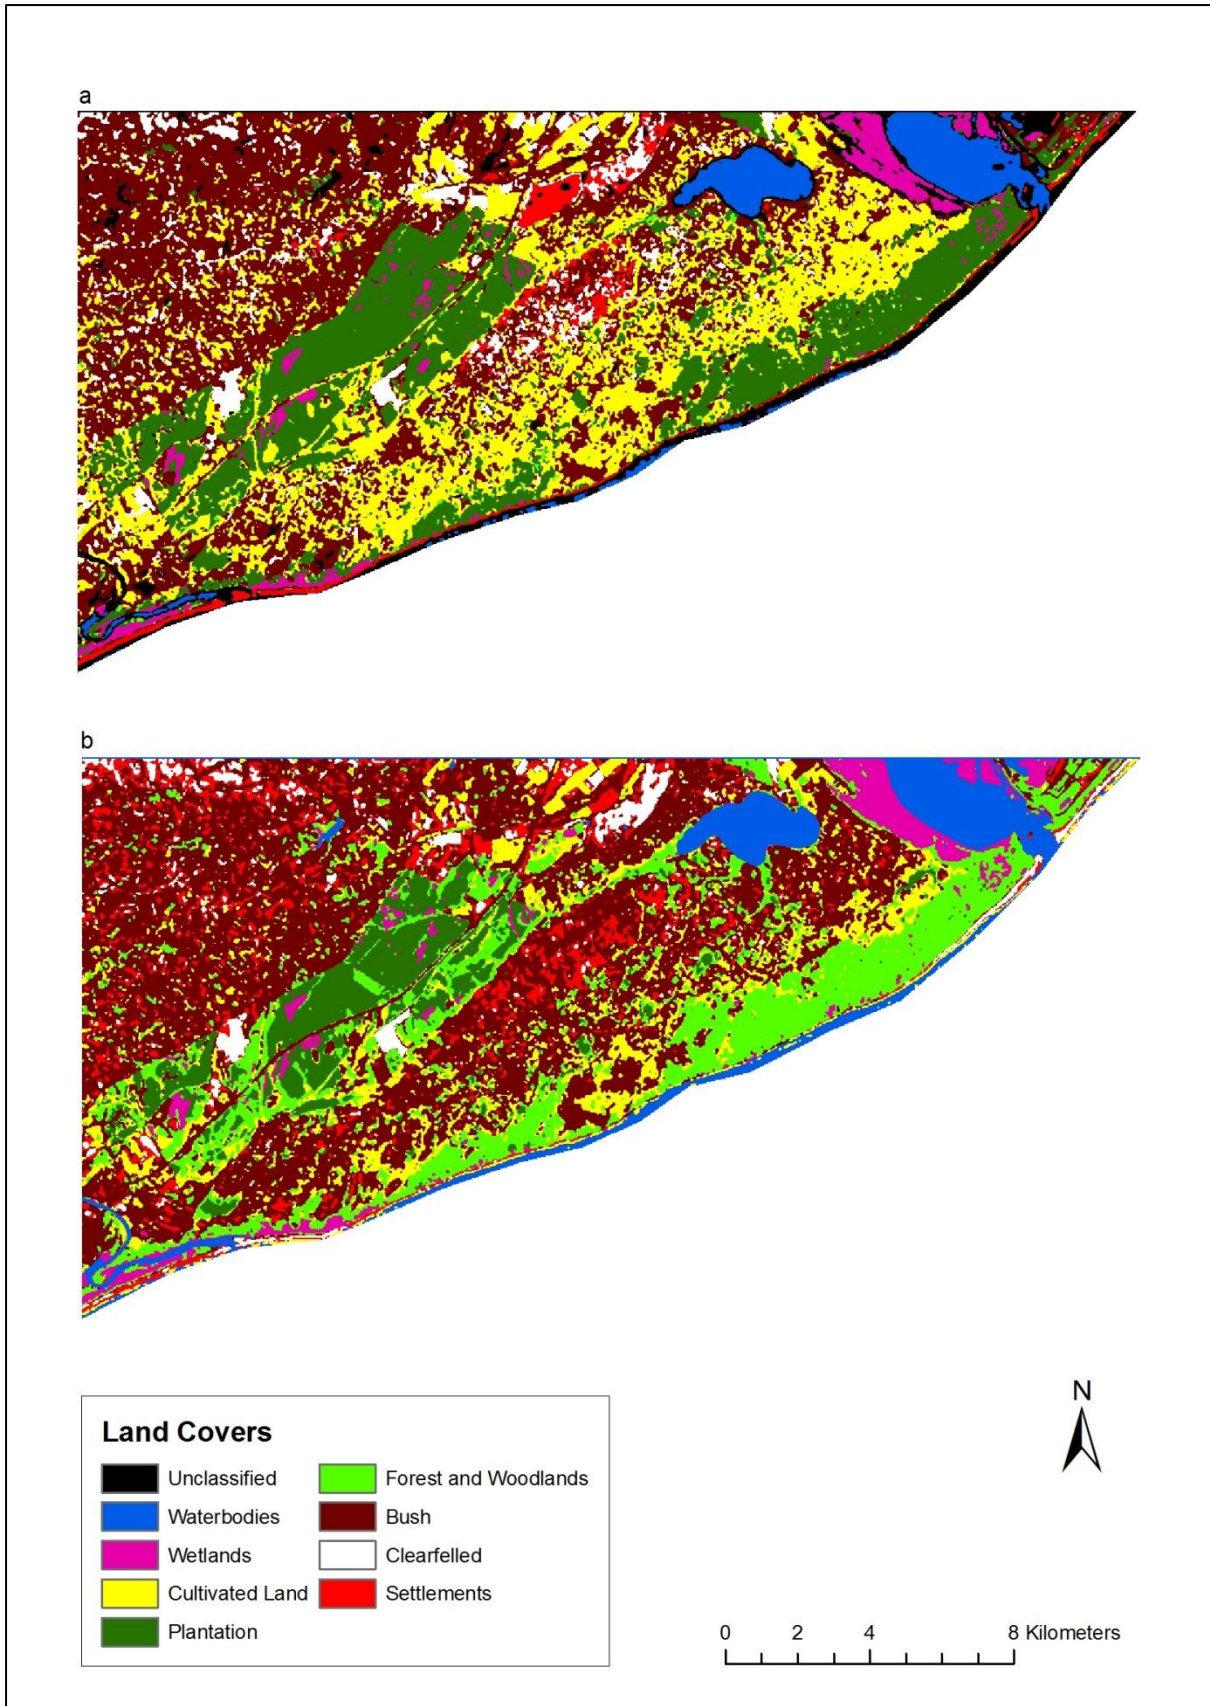 a
b
N
Land Covers
Unclassified
Forest and Woodlands
Waterbodies
Bush
Wetlands
Clearfelled
Cultivated Land
Settlements
Plantation
0 2 4 8 Kilometers